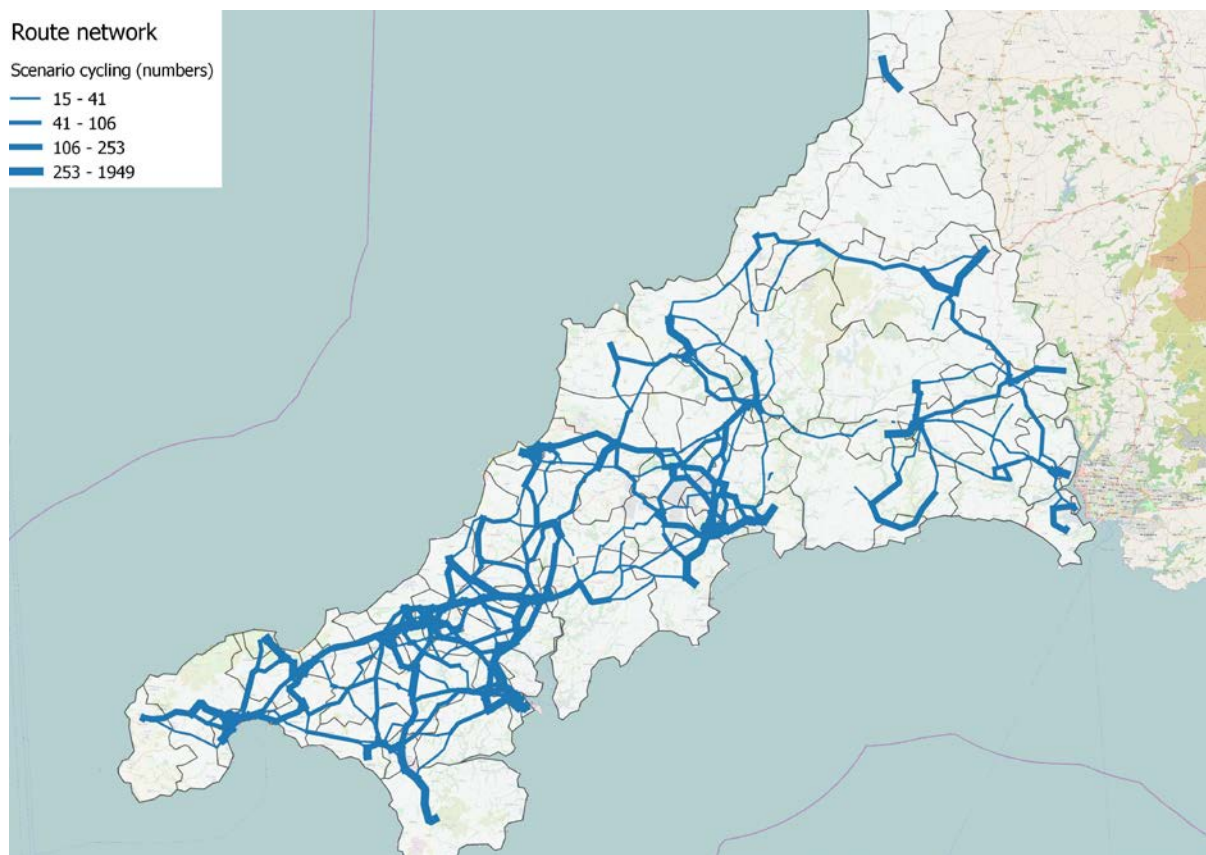 Route network
Scenario cycling (numbers)
15 - 41
41 - 106
106 - 253
253 - 1949